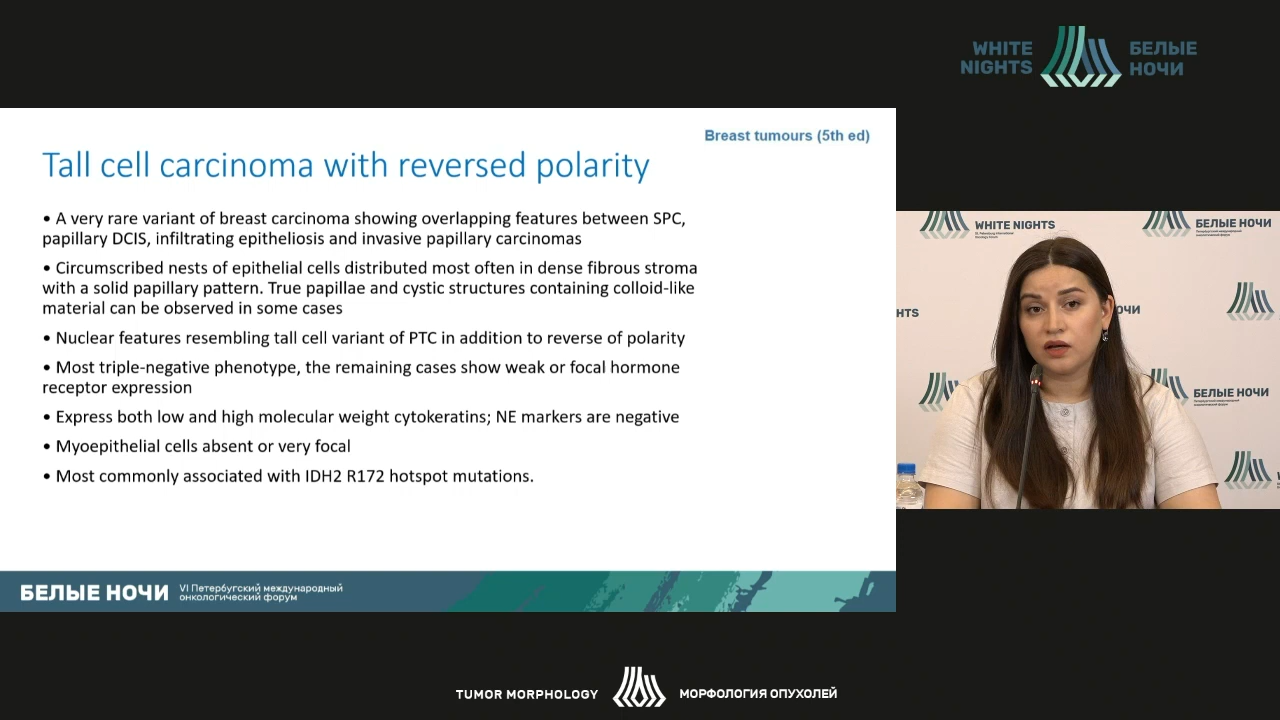 WHITE
NIGHTS
БЕЛЫЕ
НОЧИ
Breast tumours (5th ed)
Tall cell carcinoma with reversed polarity
• A very rare variant of breast carcinoma showing overlapping features between SPC,
papillary DCIS, infiltrating epitheliosis and invasive papillary carcinomas
• Circumscribed nests of epithelial cells distributed most often in dense fibrous stroma
with a solid papillary pattern. True papillae and cystic structures containing colloid-like
material can be observed in some cases
• Nuclear features resembling tall cell variant of PTC in addition to reverse of polarity
• Most triple-negative phenotype, the remaining cases show weak or focal hormone
receptor expression
• Express both low and high molecular weight cytokeratins; NE markers are negative
• Myoepithelial cells absent or very focal
• Most commonly associated with IDH2 R172 hotspot mutations.
БЕЛЫЕ НОЧИ
VI Петербургский международный
онкологический форум
WHITE NIGHTS
БЕЛЫЕ НОЧИ
HTS
ОЧИ
БЕЛЫЕ НОЧИ
TUMOR MORPHOLOGY
МОРФОЛОГИЯ ОПУХОЛЕЙ